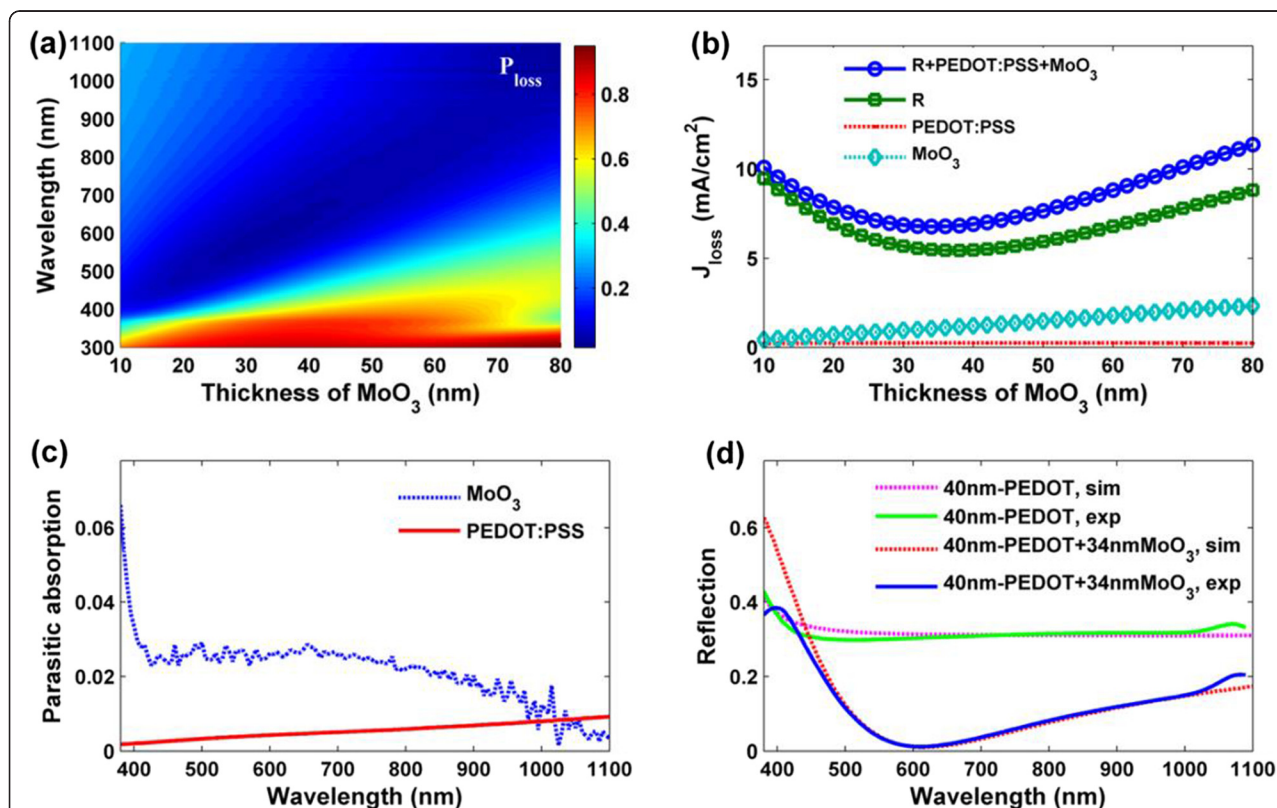 (a)
1100
1000
900
800
700
600
500
400
300
Wavelength (nm)
P_loss
10 20 30 40 50 60 70 80
Thickness of MoO₃ (nm)
0.8
0.6
0.4
0.2
(b)
15
10
5
0
J_loss (mA/cm²)
R+PEDOT:PSS+MoO₃
R
PEDOT:PSS
MoO₃
10 20 30 40 50 60 70 80
Thickness of MoO₃ (nm)
(c)
0.06
0.04
0.02
0
Parasitic absorption
MoO₃
PEDOT:PSS
400 500 600 700 800 900 1000 1100
Wavelength (nm)
(d)
0.6
0.4
0.2
0
Reflection
40nm-PEDOT, sim
40nm-PEDOT, exp
40nm-PEDOT+34nmMoO₃, sim
40nm-PEDOT+34nmMoO₃, exp
400 500 600 700 800 900 1000 1100
Wavelength (nm)